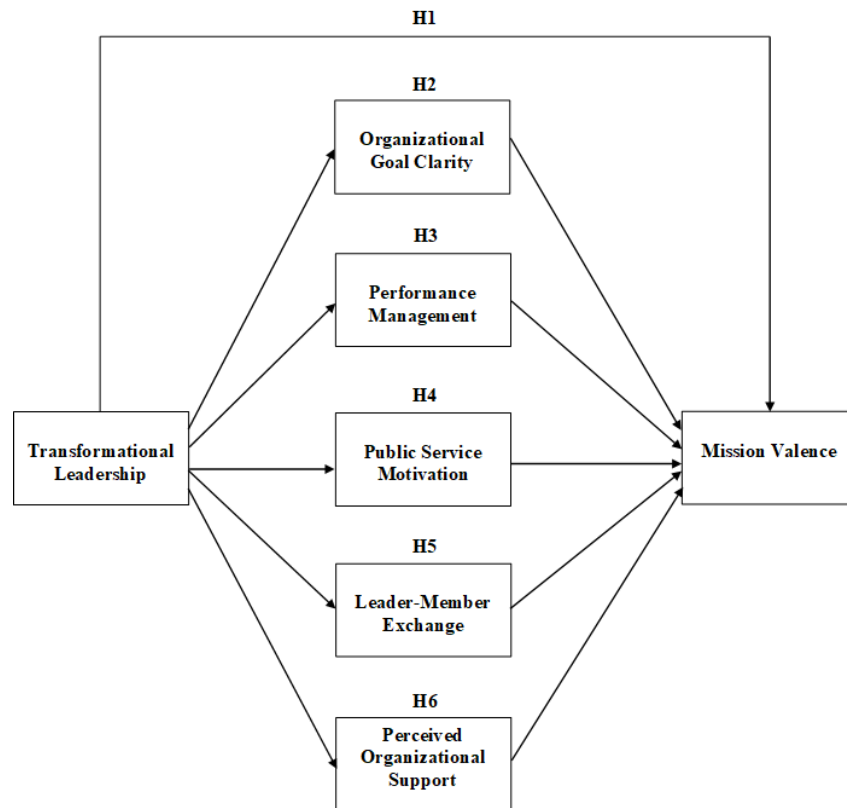 H1
H2
Organizational
Goal Clarity
H3
Performance
Management
H4
Transformational
Leadership
Public Service
Motivation
Mission Valence
H5
Leader-Member
Exchange
H6
Perceived
Organizational
Support